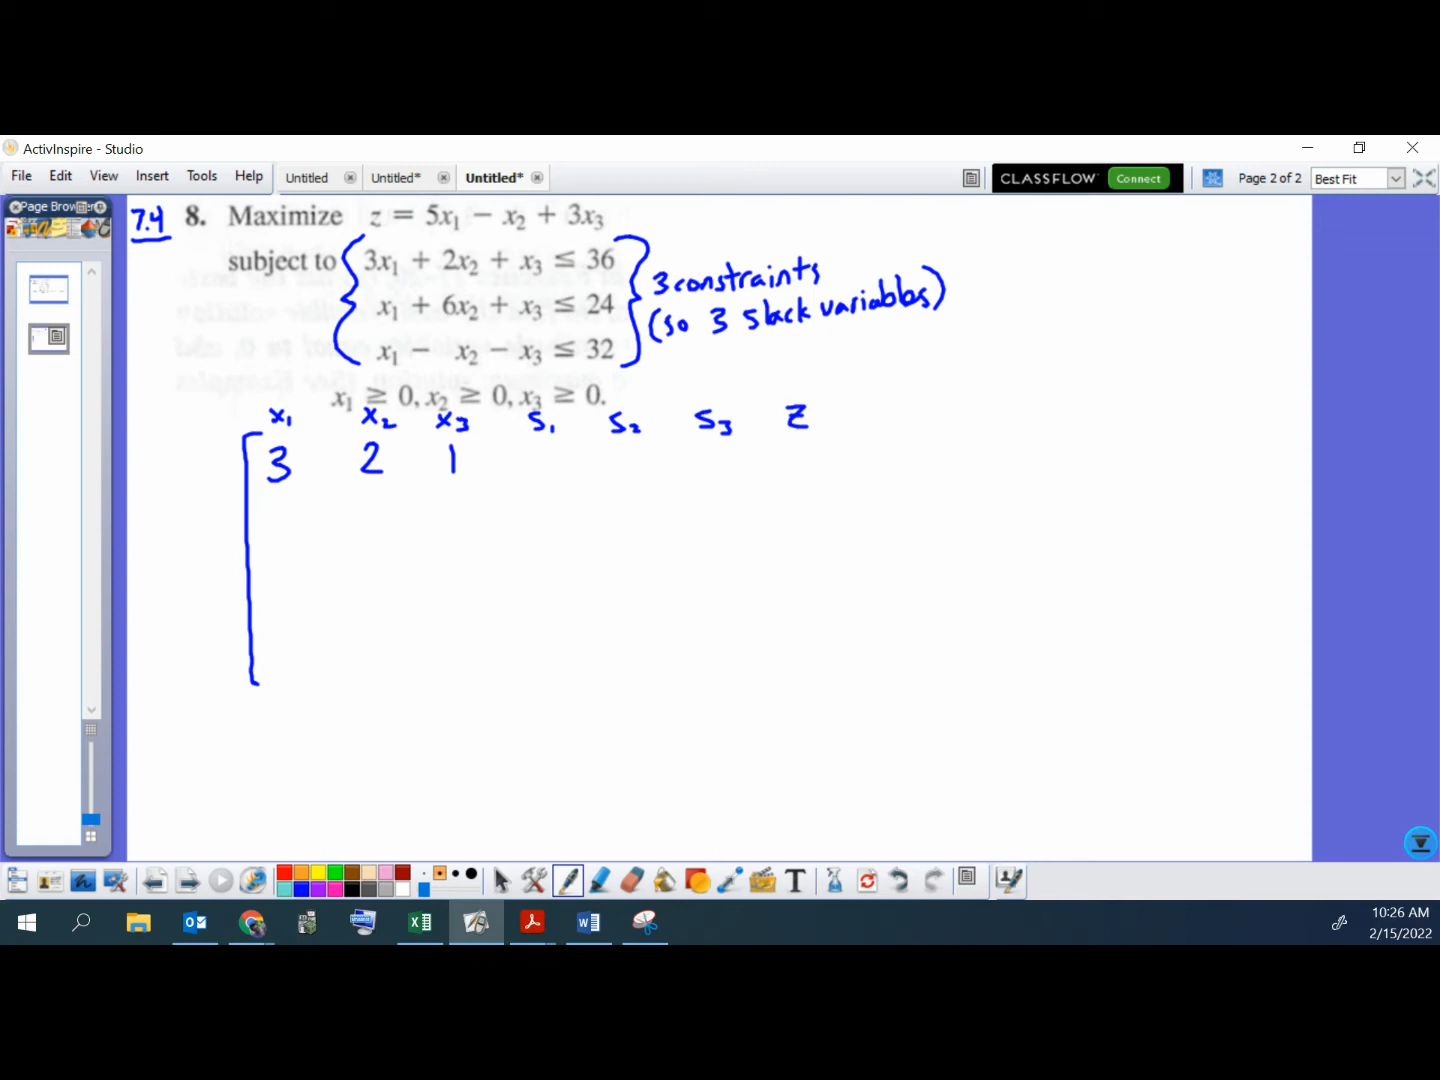 ActivInspire - Studio
File Edit View Insert Tools Help Untitled Untitled* Untitled* CLASSFLOW Connect Page 2 of 2 Best Fit
Page Brow
7.4 8. Maximize z = 5x₁ − x₂ + 3x₃
subject to 3x₁ + 2x₂ + x₃ ≤ 36
x₁ + 6x₂ + x₃ ≤ 24
x₁ − x₂ − x₃ ≤ 32
3 constraints
(so 3 slack variables)
x₁ ≥ 0, x₂ ≥ 0, x₃ ≥ 0.
x₁ x₂ x₃ s₁ s₂ s₃ z
3 2 1
10:26 AM
2/15/2022